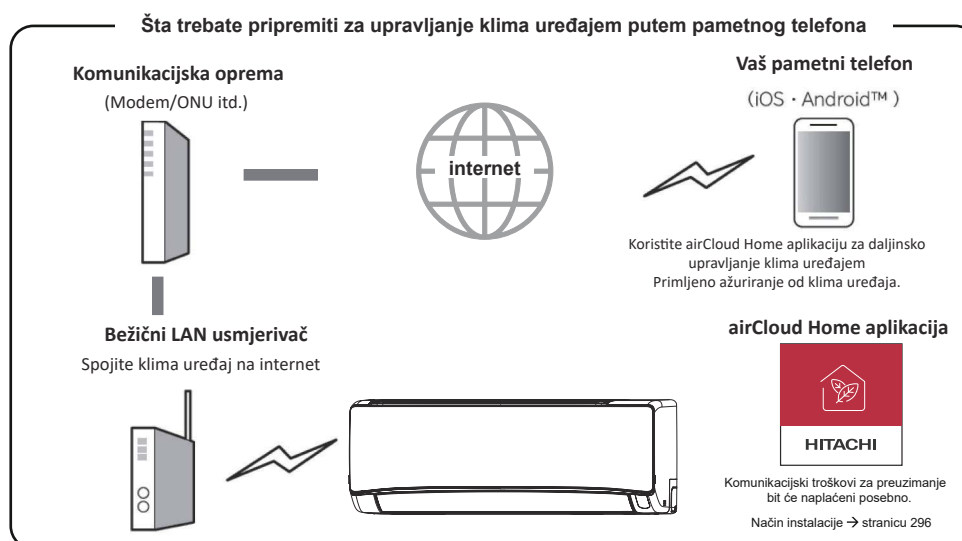 Šta trebate pripremiti za upravljanje klima uređajem putem pametnog telefona
Komunikacijska oprema
(Modem/ONU itd.)
internet
Vaš pametni telefon
(iOS · Android™ )
Koristite airCloud Home aplikaciju za daljinsko
upravljanje klima uređajem
Primljeno ažuriranje od klima uređaja.
Bežični LAN usmjerivač
Spojite klima uređaj na internet
airCloud Home aplikacija
HITACHI
Komunikacijski troškovi za preuzimanje
bit će naplaćeni posebno.
Način instalacije → stranicu 296